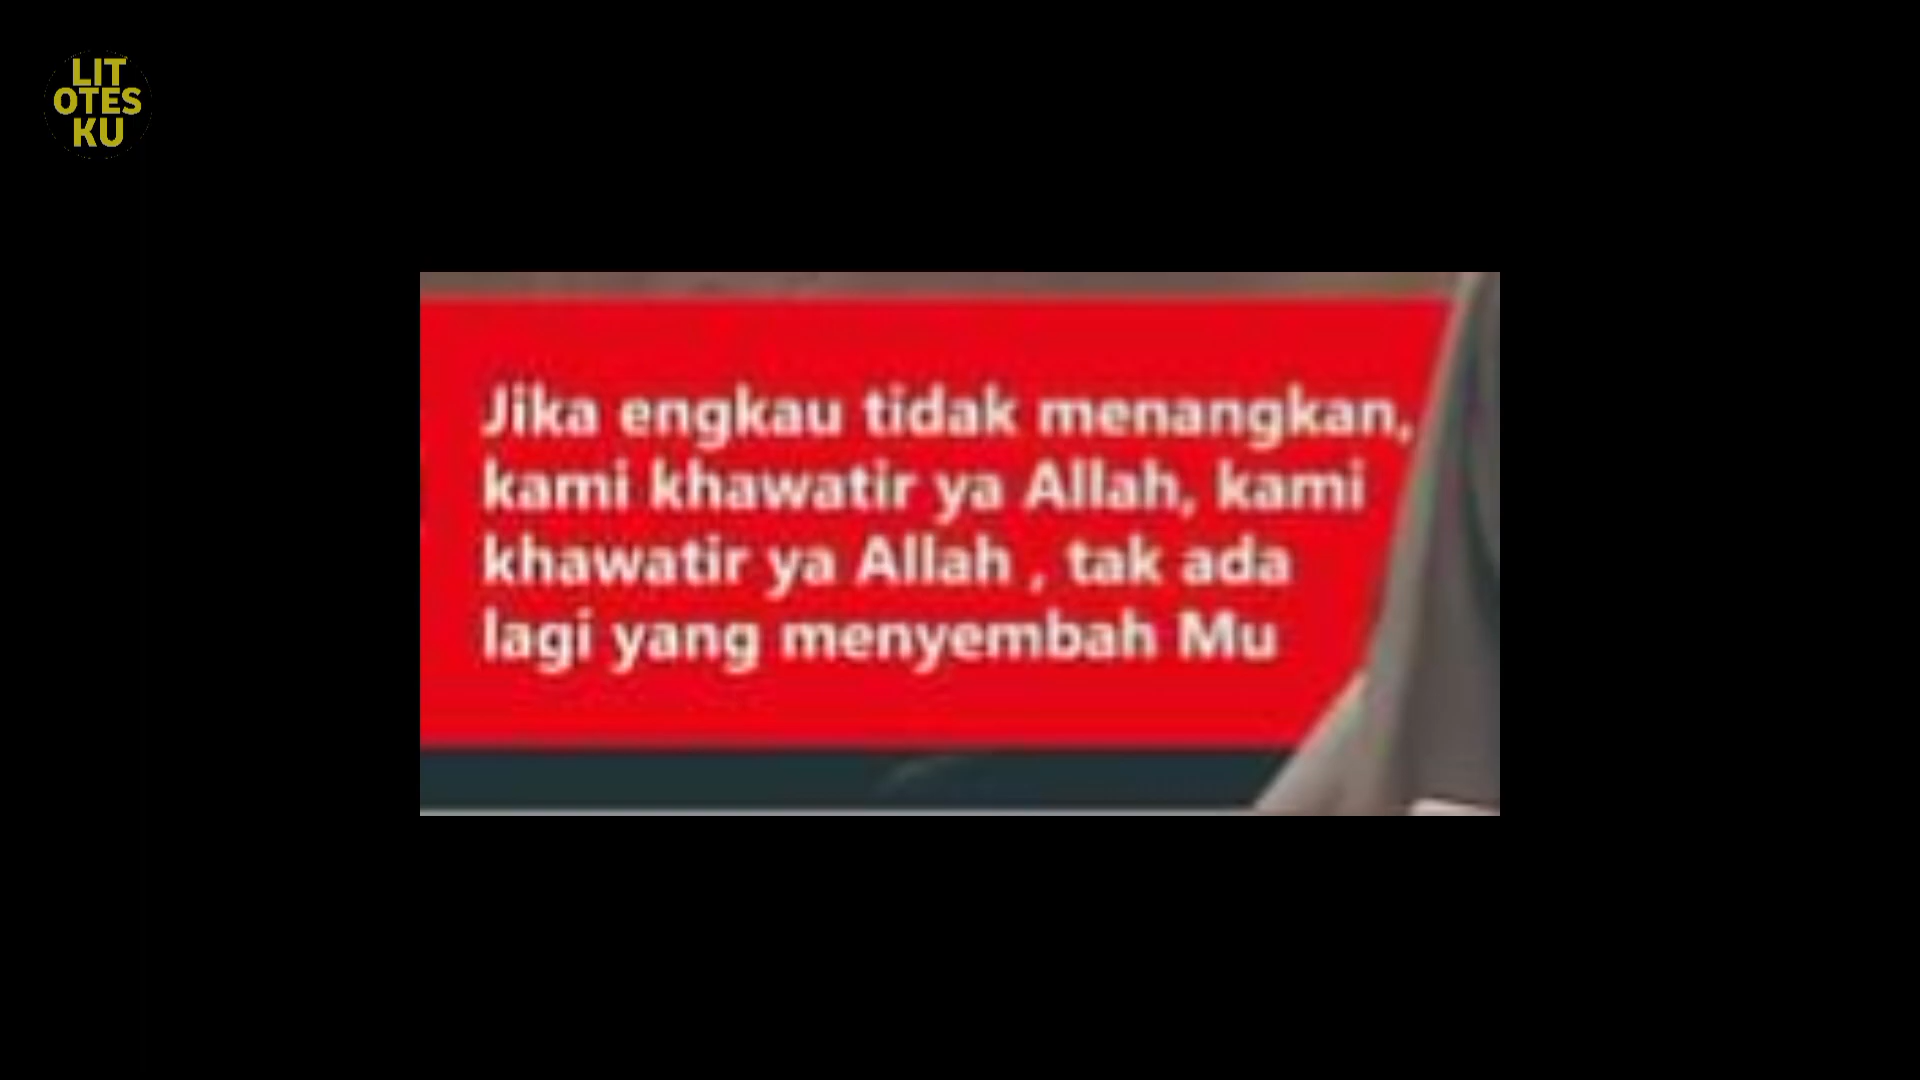 LIT
OTES
KU
Jika engkau tidak menangkan,
kami khawatir ya Allah, kami
khawatir ya Allah , tak ada
lagi yang menyembah Mu